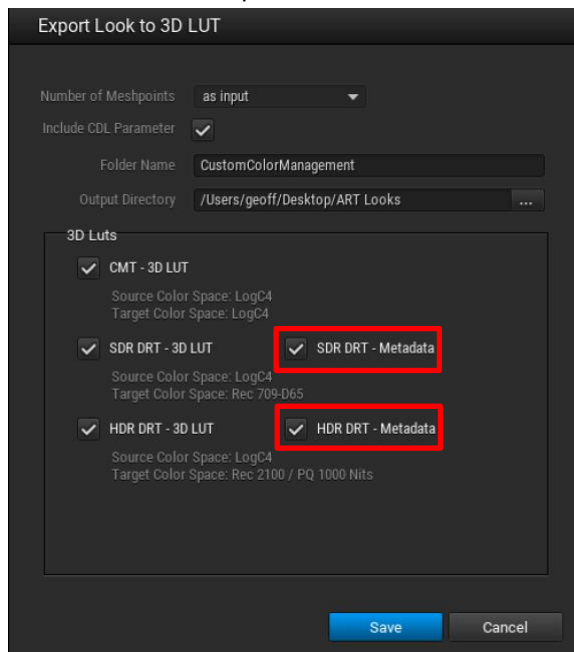 Export Look to 3D LUT
Number of Meshpoints as input
Include CDL Parameter
Folder Name CustomColorManagement
Output Directory /Users/geoff/Desktop/ART Looks ...
3D Luts
CMT - 3D LUT
Source Color Space: LogC4
Target Color Space: LogC4
SDR DRT - 3D LUT SDR DRT - Metadata
Source Color Space: LogC4
Target Color Space: Rec 709-D65
HDR DRT - 3D LUT HDR DRT - Metadata
Source Color Space: LogC4
Target Color Space: Rec 2100 / PQ 1000 Nits
Save Cancel